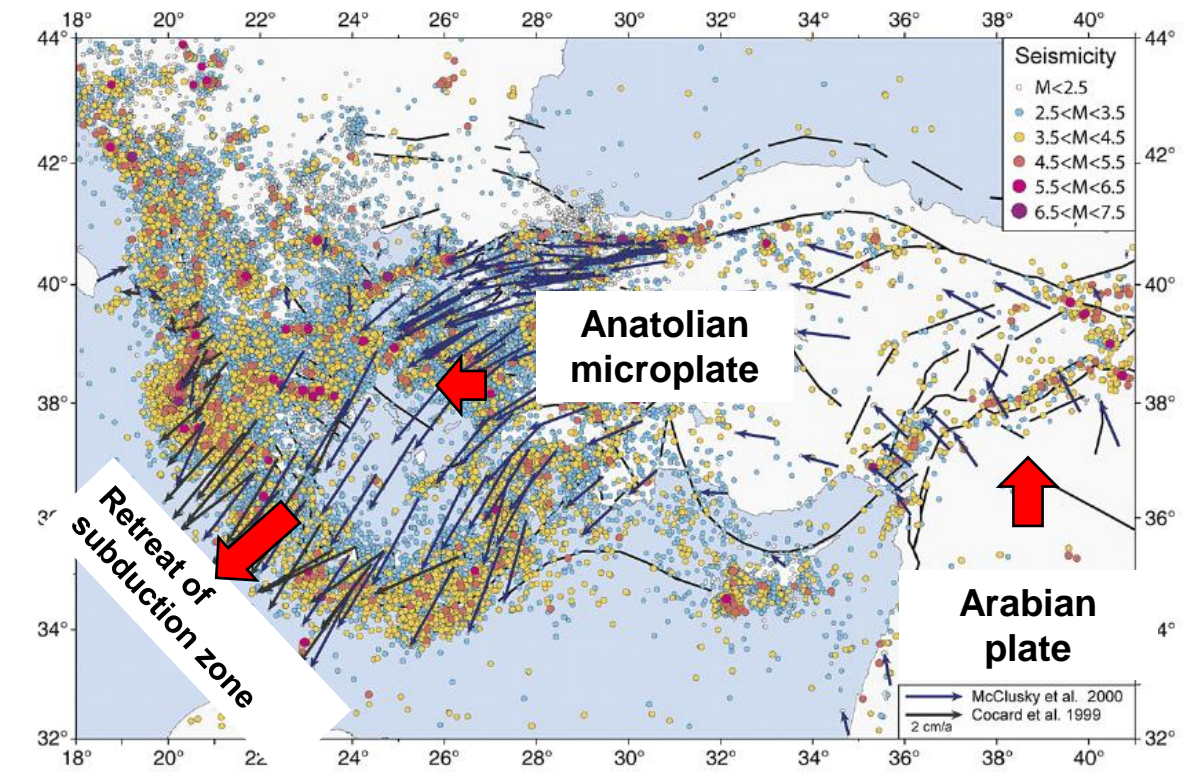 18° 20° 22° 24° 26° 28° 30° 32° 34° 36° 38° 40°
44° 44°
Seismicity
M<2.5
2.5<M<3.5
3.5<M<4.5
4.5<M<5.5
5.5<M<6.5
6.5<M<7.5
42° 42°
40° 40°
Anatolian
microplate
38° 38°
Retreat of
subduction zone
36°
Arabian
plate
34° 4°
McClusky et al. 2000
Cocard et al. 1999
2 cm/a
32° 32°
18° 20° 24° 26° 28° 30° 32° 34° 36° 38° 40°